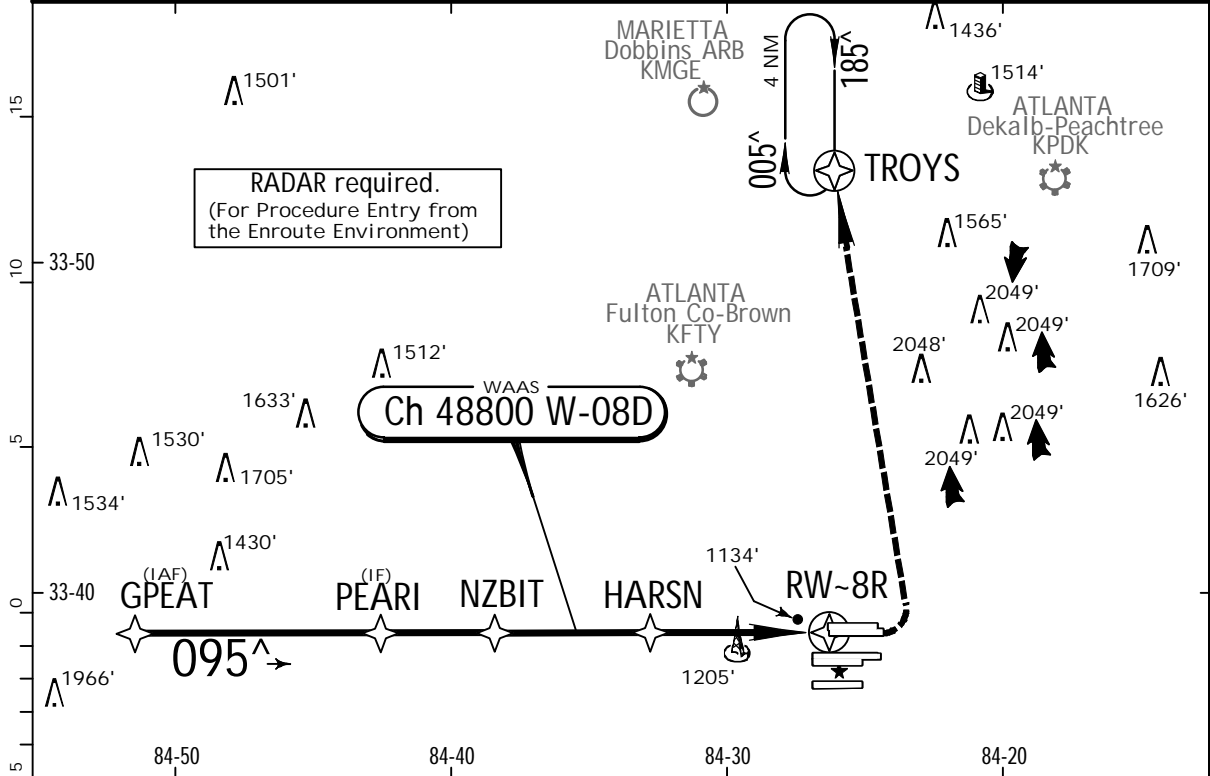 MARIETTA
Dobbins ARB
KMGE
4 NM
185^
005^
1436'
1514'
1501'
15
ATLANTA
Dekalb-Peachtree
KPDK
TROYS
RADAR required.
(For Procedure Entry from
the Enroute Environment)
1565'
10
33-50
1709'
ATLANTA
Fulton Co-Brown
KFTY
2049'
2049'
2048'
1512'
WAAS
Ch 48800 W-08D
1633'
1626'
2049'
1530'
5
1705'
2049'
1534'
1430'
1134'
0
33-40
(IAF)
GPEAT
(IF)
PEARI
NZBIT
HARSN
RW~8R
095^
1966'
1205'
5
84-50
84-40
84-30
84-20